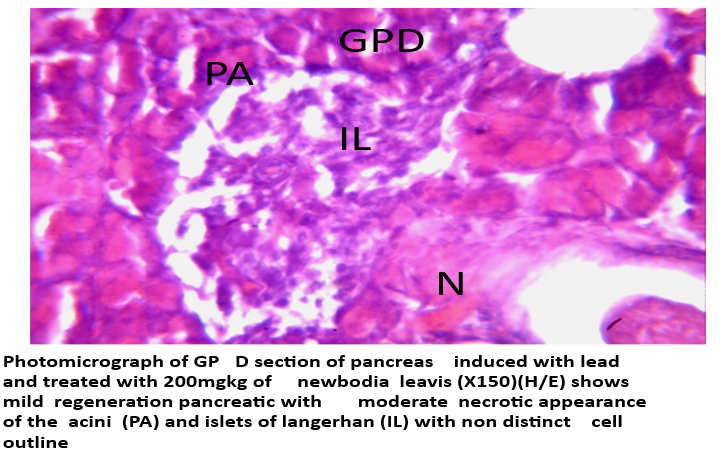 GPD
PA
IL
N
Photomicrograph of GP D section of pancreas induced with lead
and treated with 200mgkg of newbodia leavis (X150)(H/E) shows
mild regeneration pancreatic with moderate necrotic appearance
of the acini (PA) and islets of langerhan (IL) with non distinct cell
outline